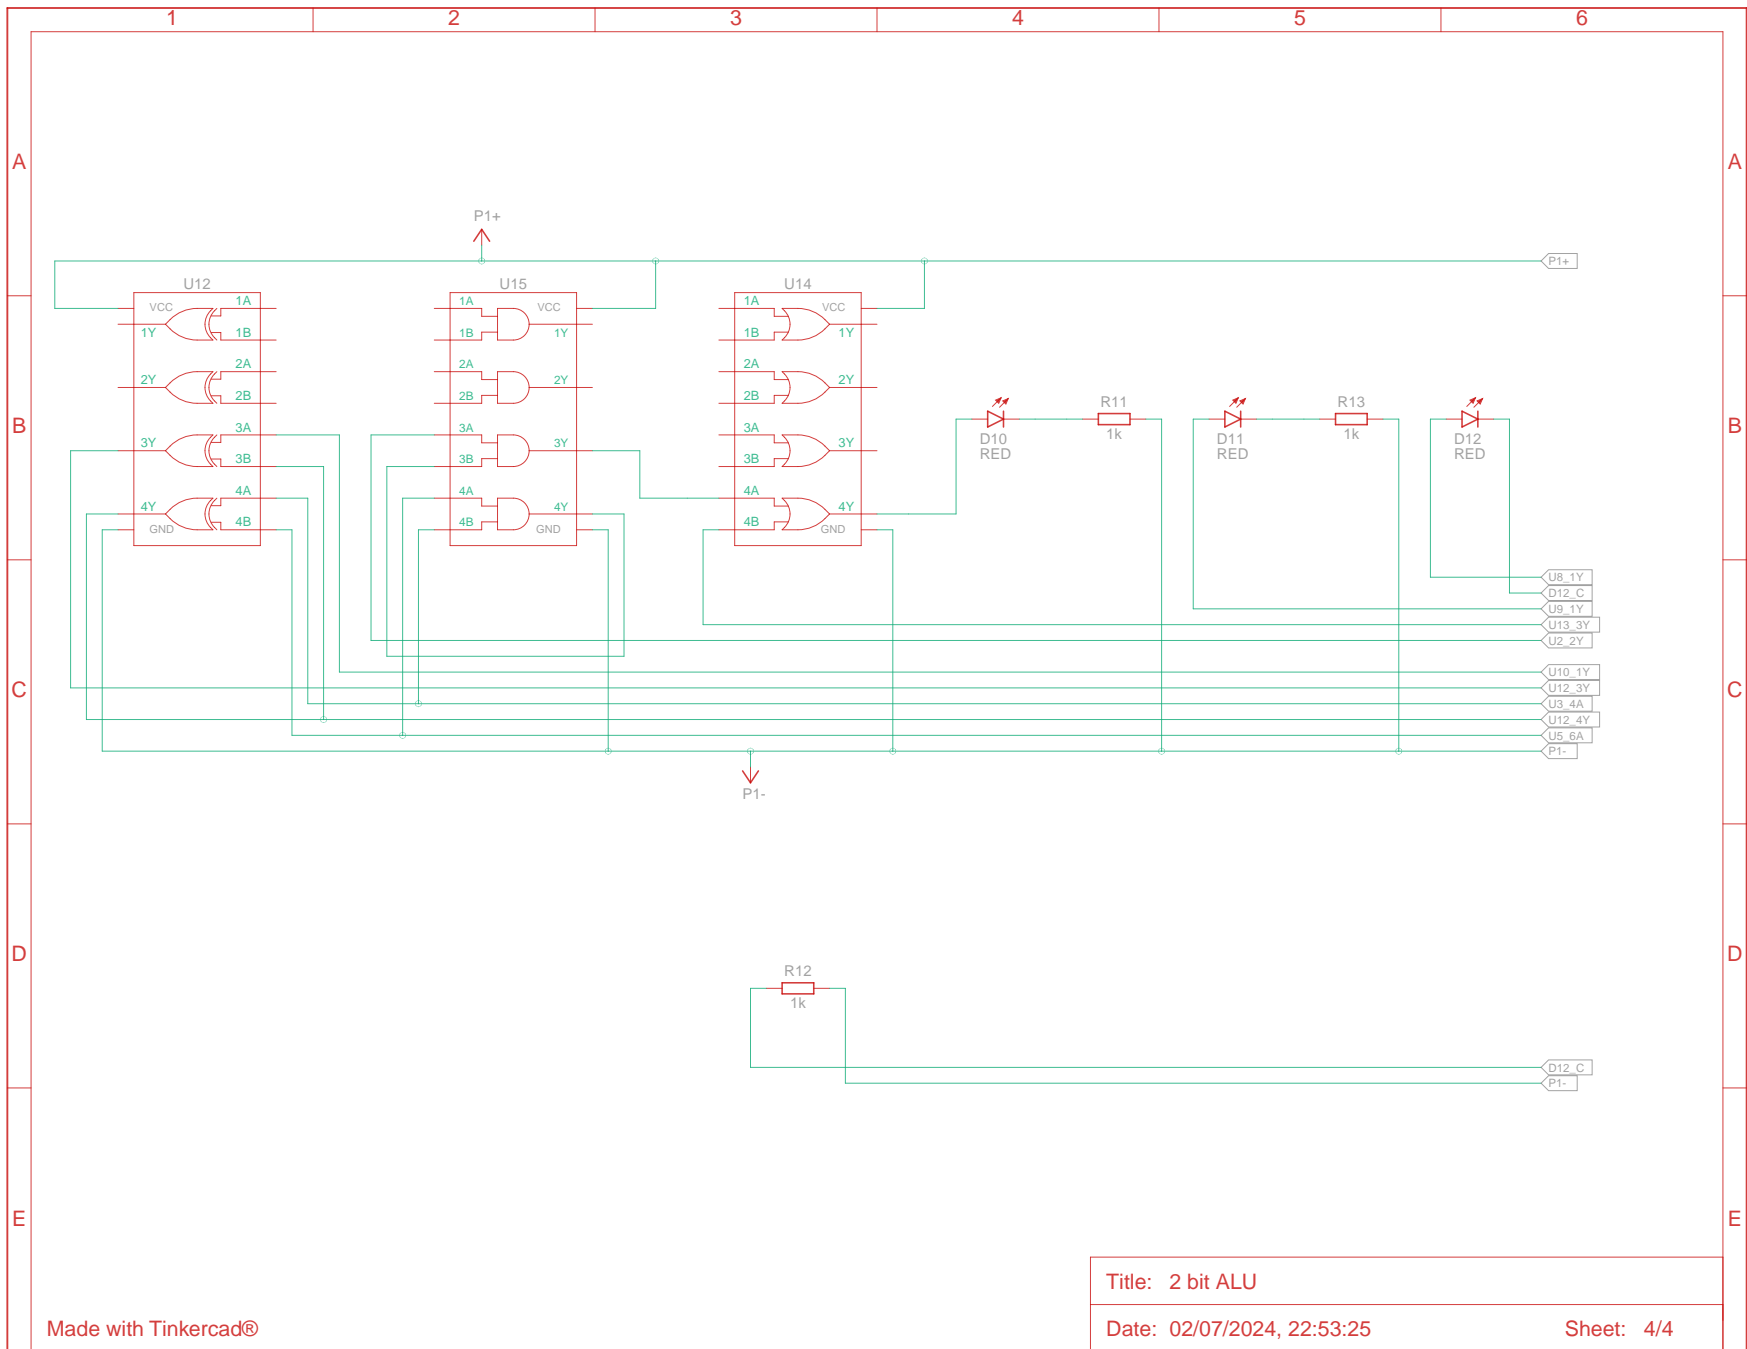 1 2 3 4 5 6
A A
P1+
P1+
U12 U15 U14
VCC 1A 1A VCC 1A VCC
1Y 1B 1B 1Y 1B 1Y
2A 2A 2A
2Y 2Y 2Y
2B 2B 2B
R11 R13
1k 1k
B B
D10 D11 D12
RED RED RED
3A 3A 3A
3Y 3Y 3Y
3B 3B 3B
4A 4A 4A
4Y 4Y 4Y
GND 4B 4B GND 4B GND
U8_1Y
D12_C
U9_1Y
U13_3Y
U2_2Y
U10_1Y
C C
U12_3Y
U3_4A
U12_4Y
U5_6A
P1-
P1-
D D
R12
1k
D12_C
P1-
E E
Title: 2 bit ALU
Made with Tinkercad®
Date: 02/07/2024, 22:53:25 Sheet: 4/4